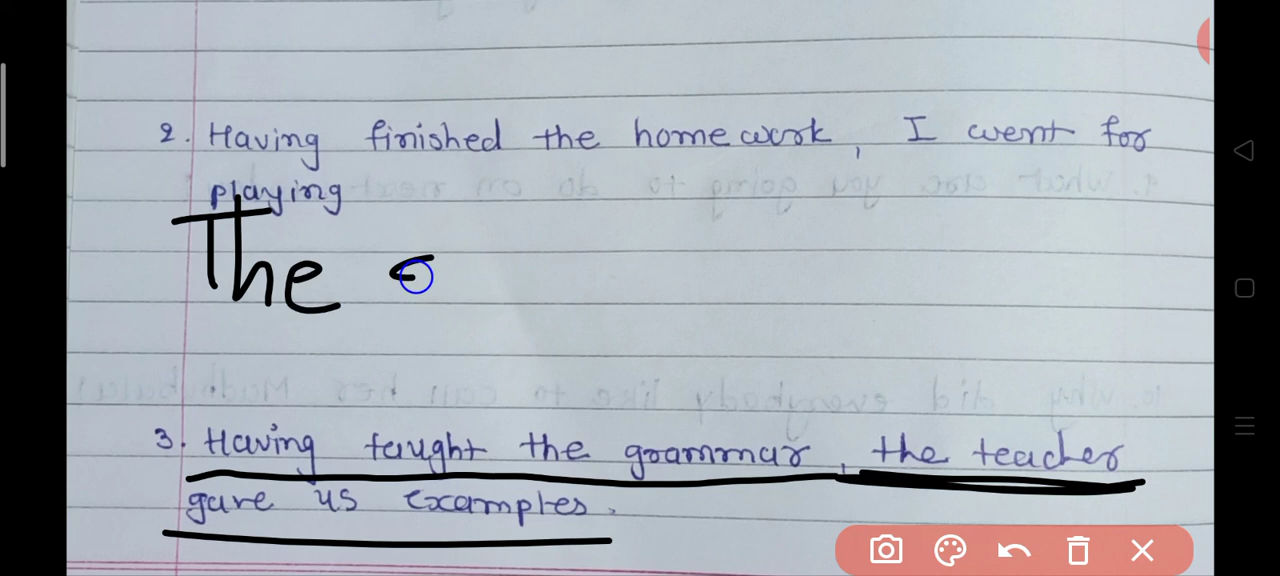 2. Having finished the homework, I went for
playing
The
3. Having taught the grammar, the teacher
gave us examples.